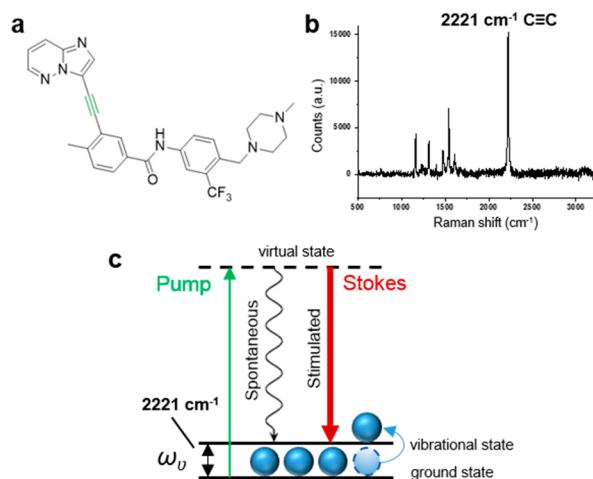 a
N
N
N
H
N
O
CF₃
N
N
b
2221 cm⁻¹ C≡C
Counts (a.u.)
15000
10000
5000
0
500
1000
1500
2000
2500
3000
Raman shift (cm⁻¹)
c
virtual state
Pump
Stokes
Spontaneous
Stimulated
2221 cm⁻¹
ωᵤ
vibrational state
ground state